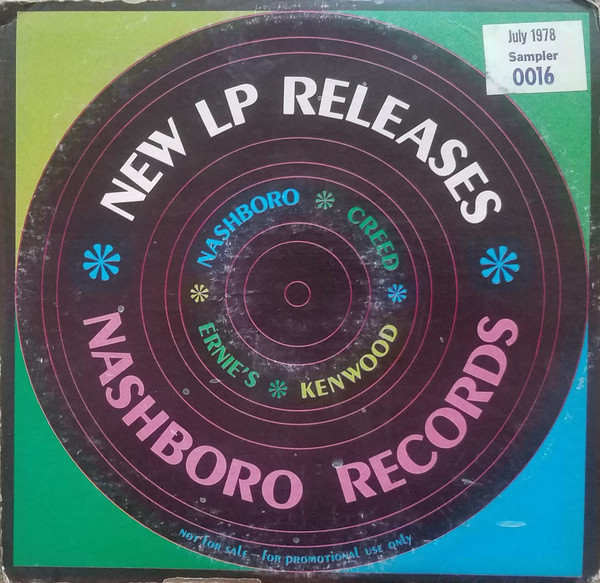 July 1978
Sampler
0016
NEW LP RELEASES
NASHBORO
CREED
ERNIE'S
KENWOOD
NASHBORO RECORDS
NOT FOR SALE - FOR PROMOTIONAL USE ONLY